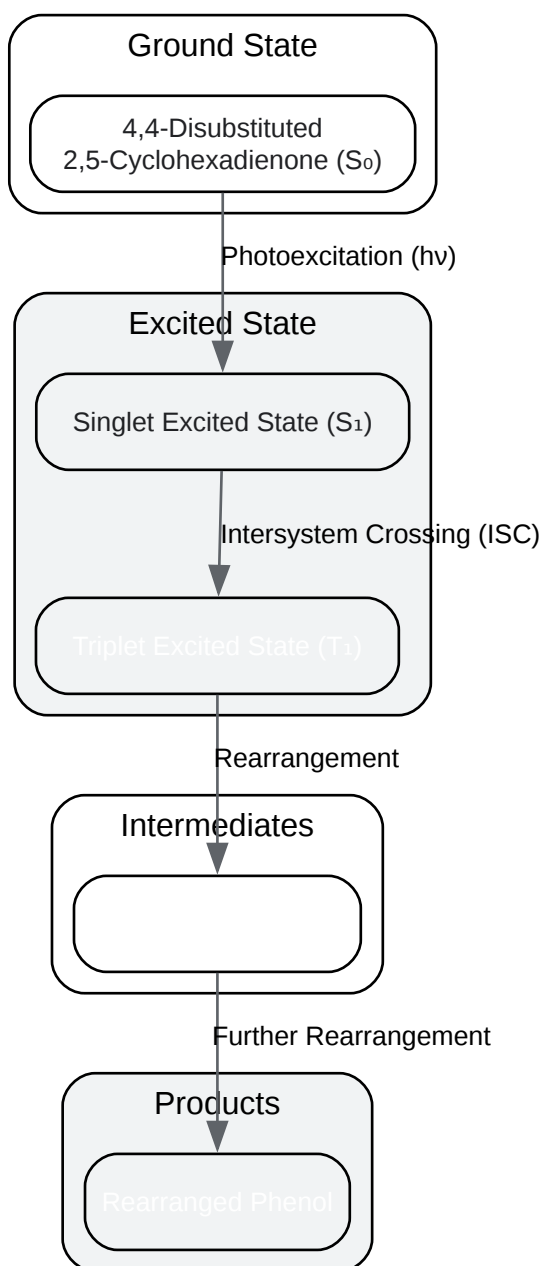 Ground State
4,4-Disubstituted
2,5-Cyclohexadienone (S₀)
Photoexcitation (hν)
Excited State
Singlet Excited State (S₁)
Intersystem Crossing (ISC)
Triplet Excited State (T₁)
Rearrangement
Intermediates
Further Rearrangement
Products
Rearranged Phenol